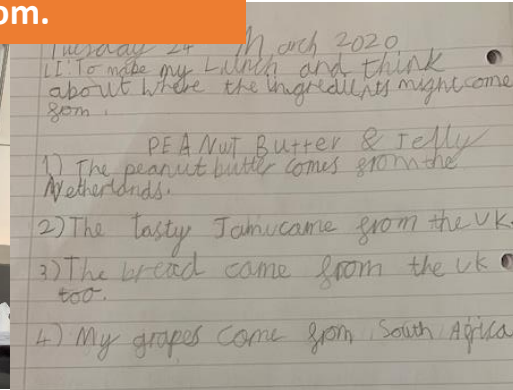 om.
Tuesday 24 March 2020
LI: To make my Lunch and think
about where the ingredients might come
from.
PEANUT Butter & Jelly
1) The peanut butter comes from the
Netherlands.
2) The tasty came from the UK.
3) The bread came from the UK
too.
4) My grapes come from South Africa